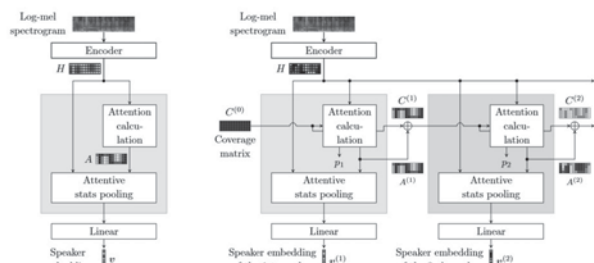 Log-mel
spectrogram
Encoder
H
Attention
calcu-
lation
A
Attentive
stats pooling
Linear
Speaker
v
Log-mel
spectrogram
Encoder
H
C(0)
Coverage
matrix
Attention
calcu-
lation
p1
C(1)
A(1)
Attentive
stats pooling
Linear
Speaker embedding
v(1)
Attention
calcu-
lation
p2
C(2)
A(2)
Attentive
stats pooling
Linear
Speaker embedding
v(2)